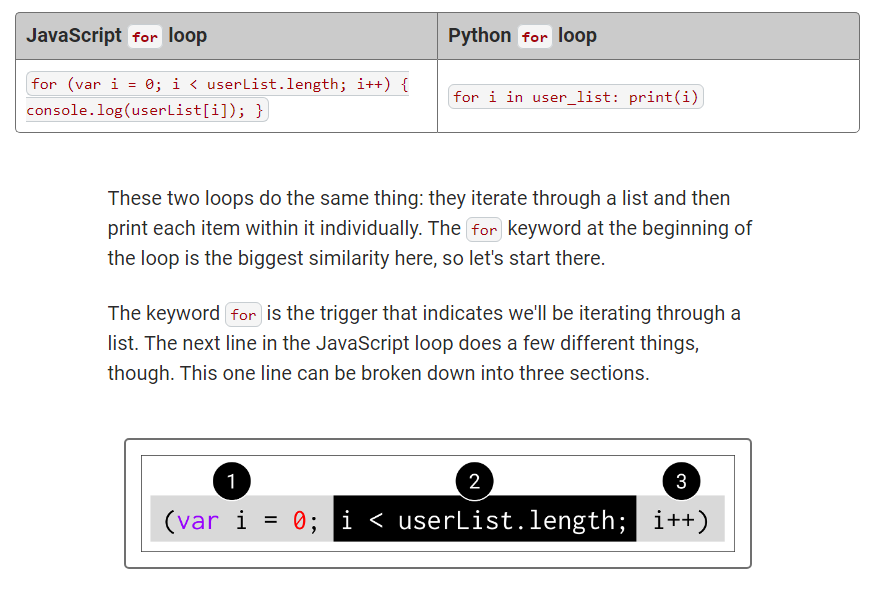 JavaScript for loop
Python for loop
for (var i = 0; i < userList.length; i++) {
console.log(userList[i]); }
for i in user_list: print(i)
These two loops do the same thing: they iterate through a list and then
print each item within it individually. The for keyword at the beginning of
the loop is the biggest similarity here, so let's start there.
The keyword for is the trigger that indicates we'll be iterating through a
list. The next line in the JavaScript loop does a few different things,
though. This one line can be broken down into three sections.
1 2 3
(var i = 0; i < userList.length; i++)